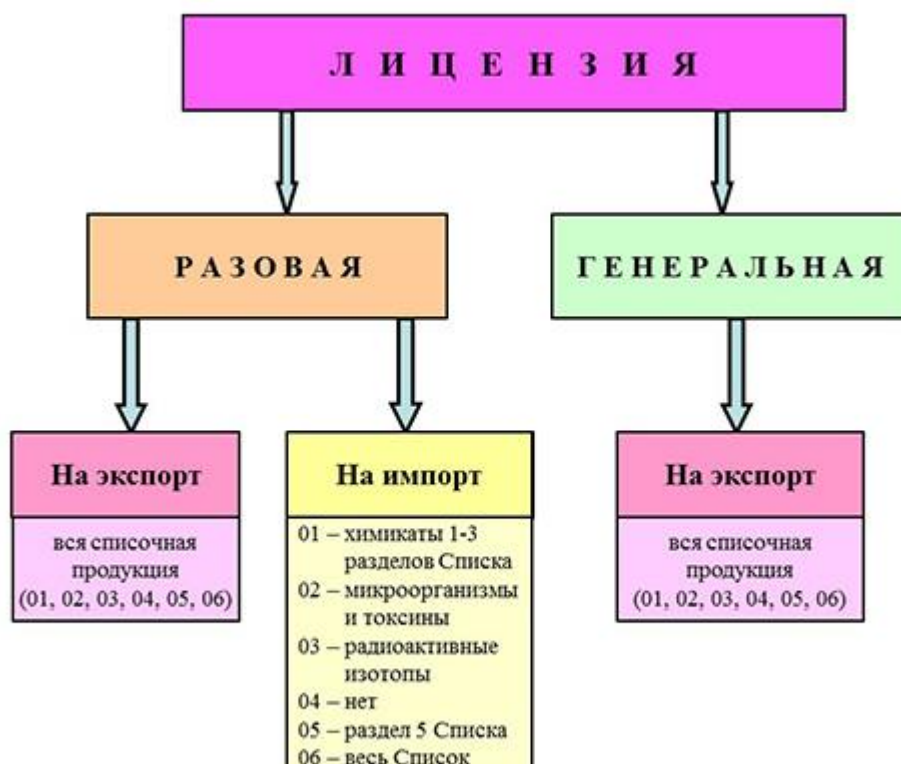 Л И Ц Е Н З И Я
Р А З О В А Я
Г Е Н Е Р А Л Ь Н А Я
На экспорт
вся списочная
продукция
(01, 02, 03, 04, 05, 06)
На импорт
01 – химикаты 1-3
разделов Списка
02 – микроорганизмы
и токсины
03 – радиоактивные
изотопы
04 – нет
05 – раздел 5 Списка
06 – весь Список
На экспорт
вся списочная
продукция
(01, 02, 03, 04, 05, 06)